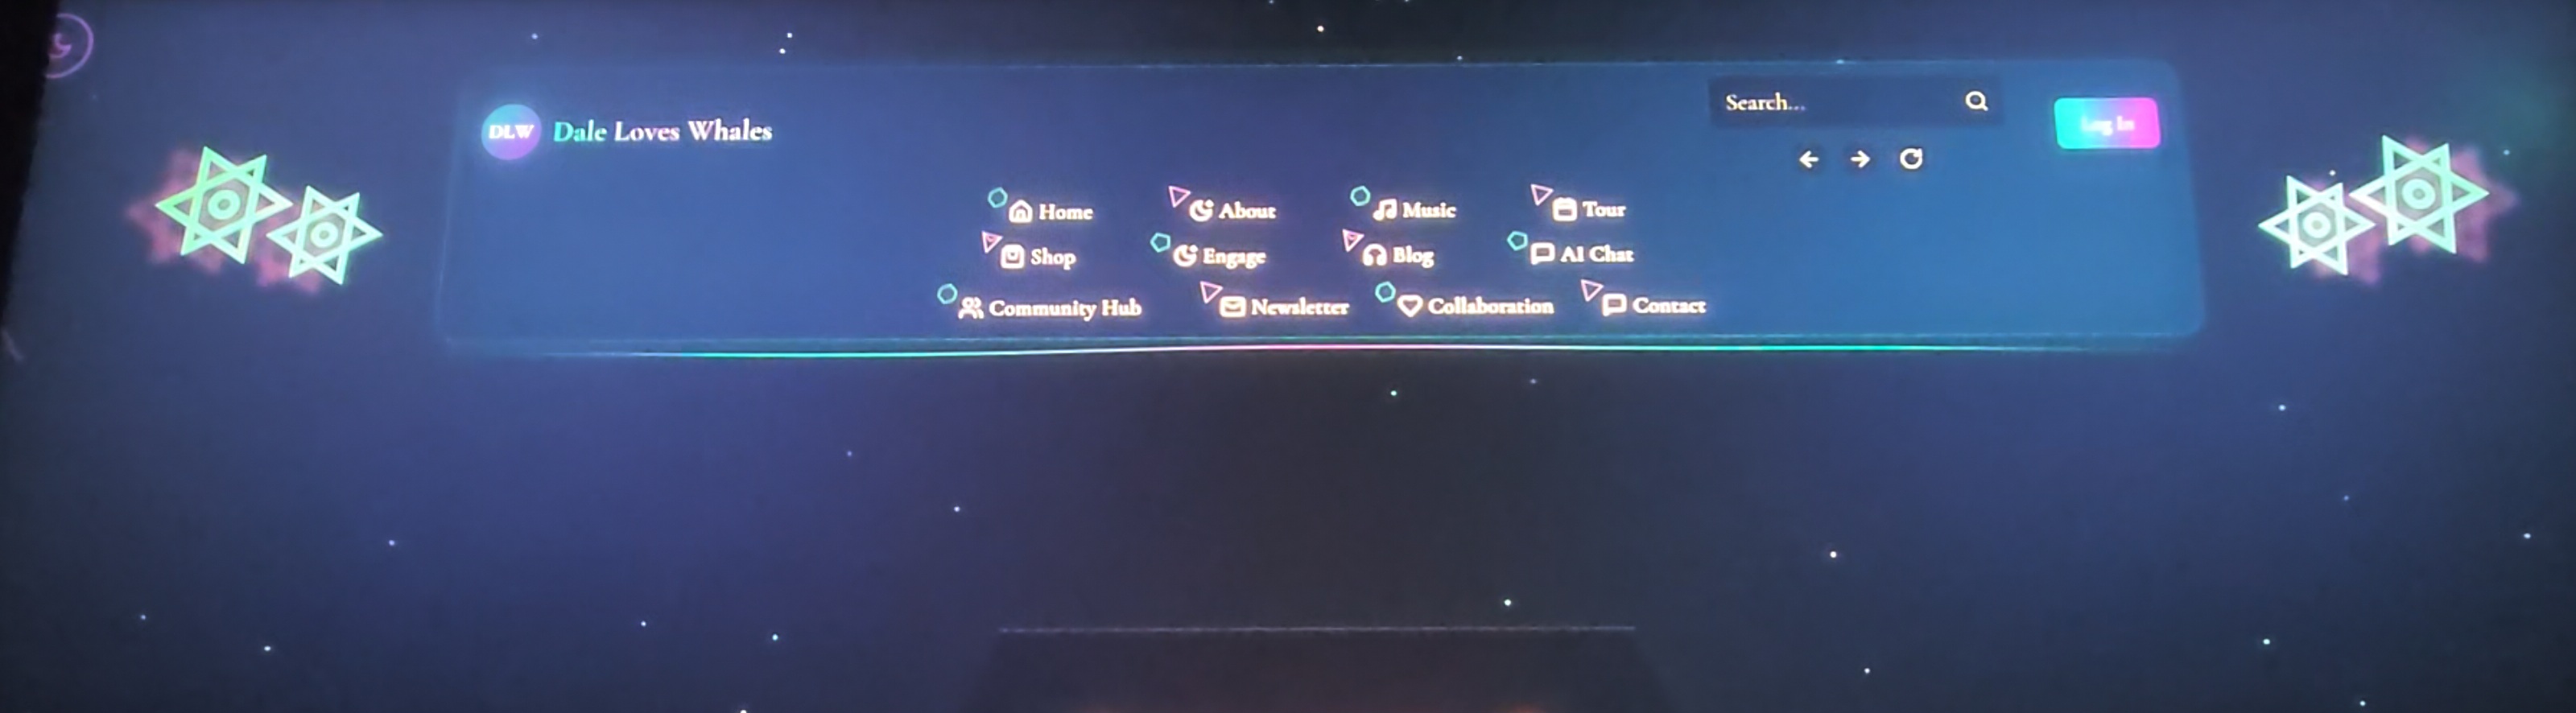 DLW Dale Loves Whales
Search...
Log In
Home About Music Tour
Shop Engage Blog AI Chat
Community Hub Newsletter Collaboration Contact